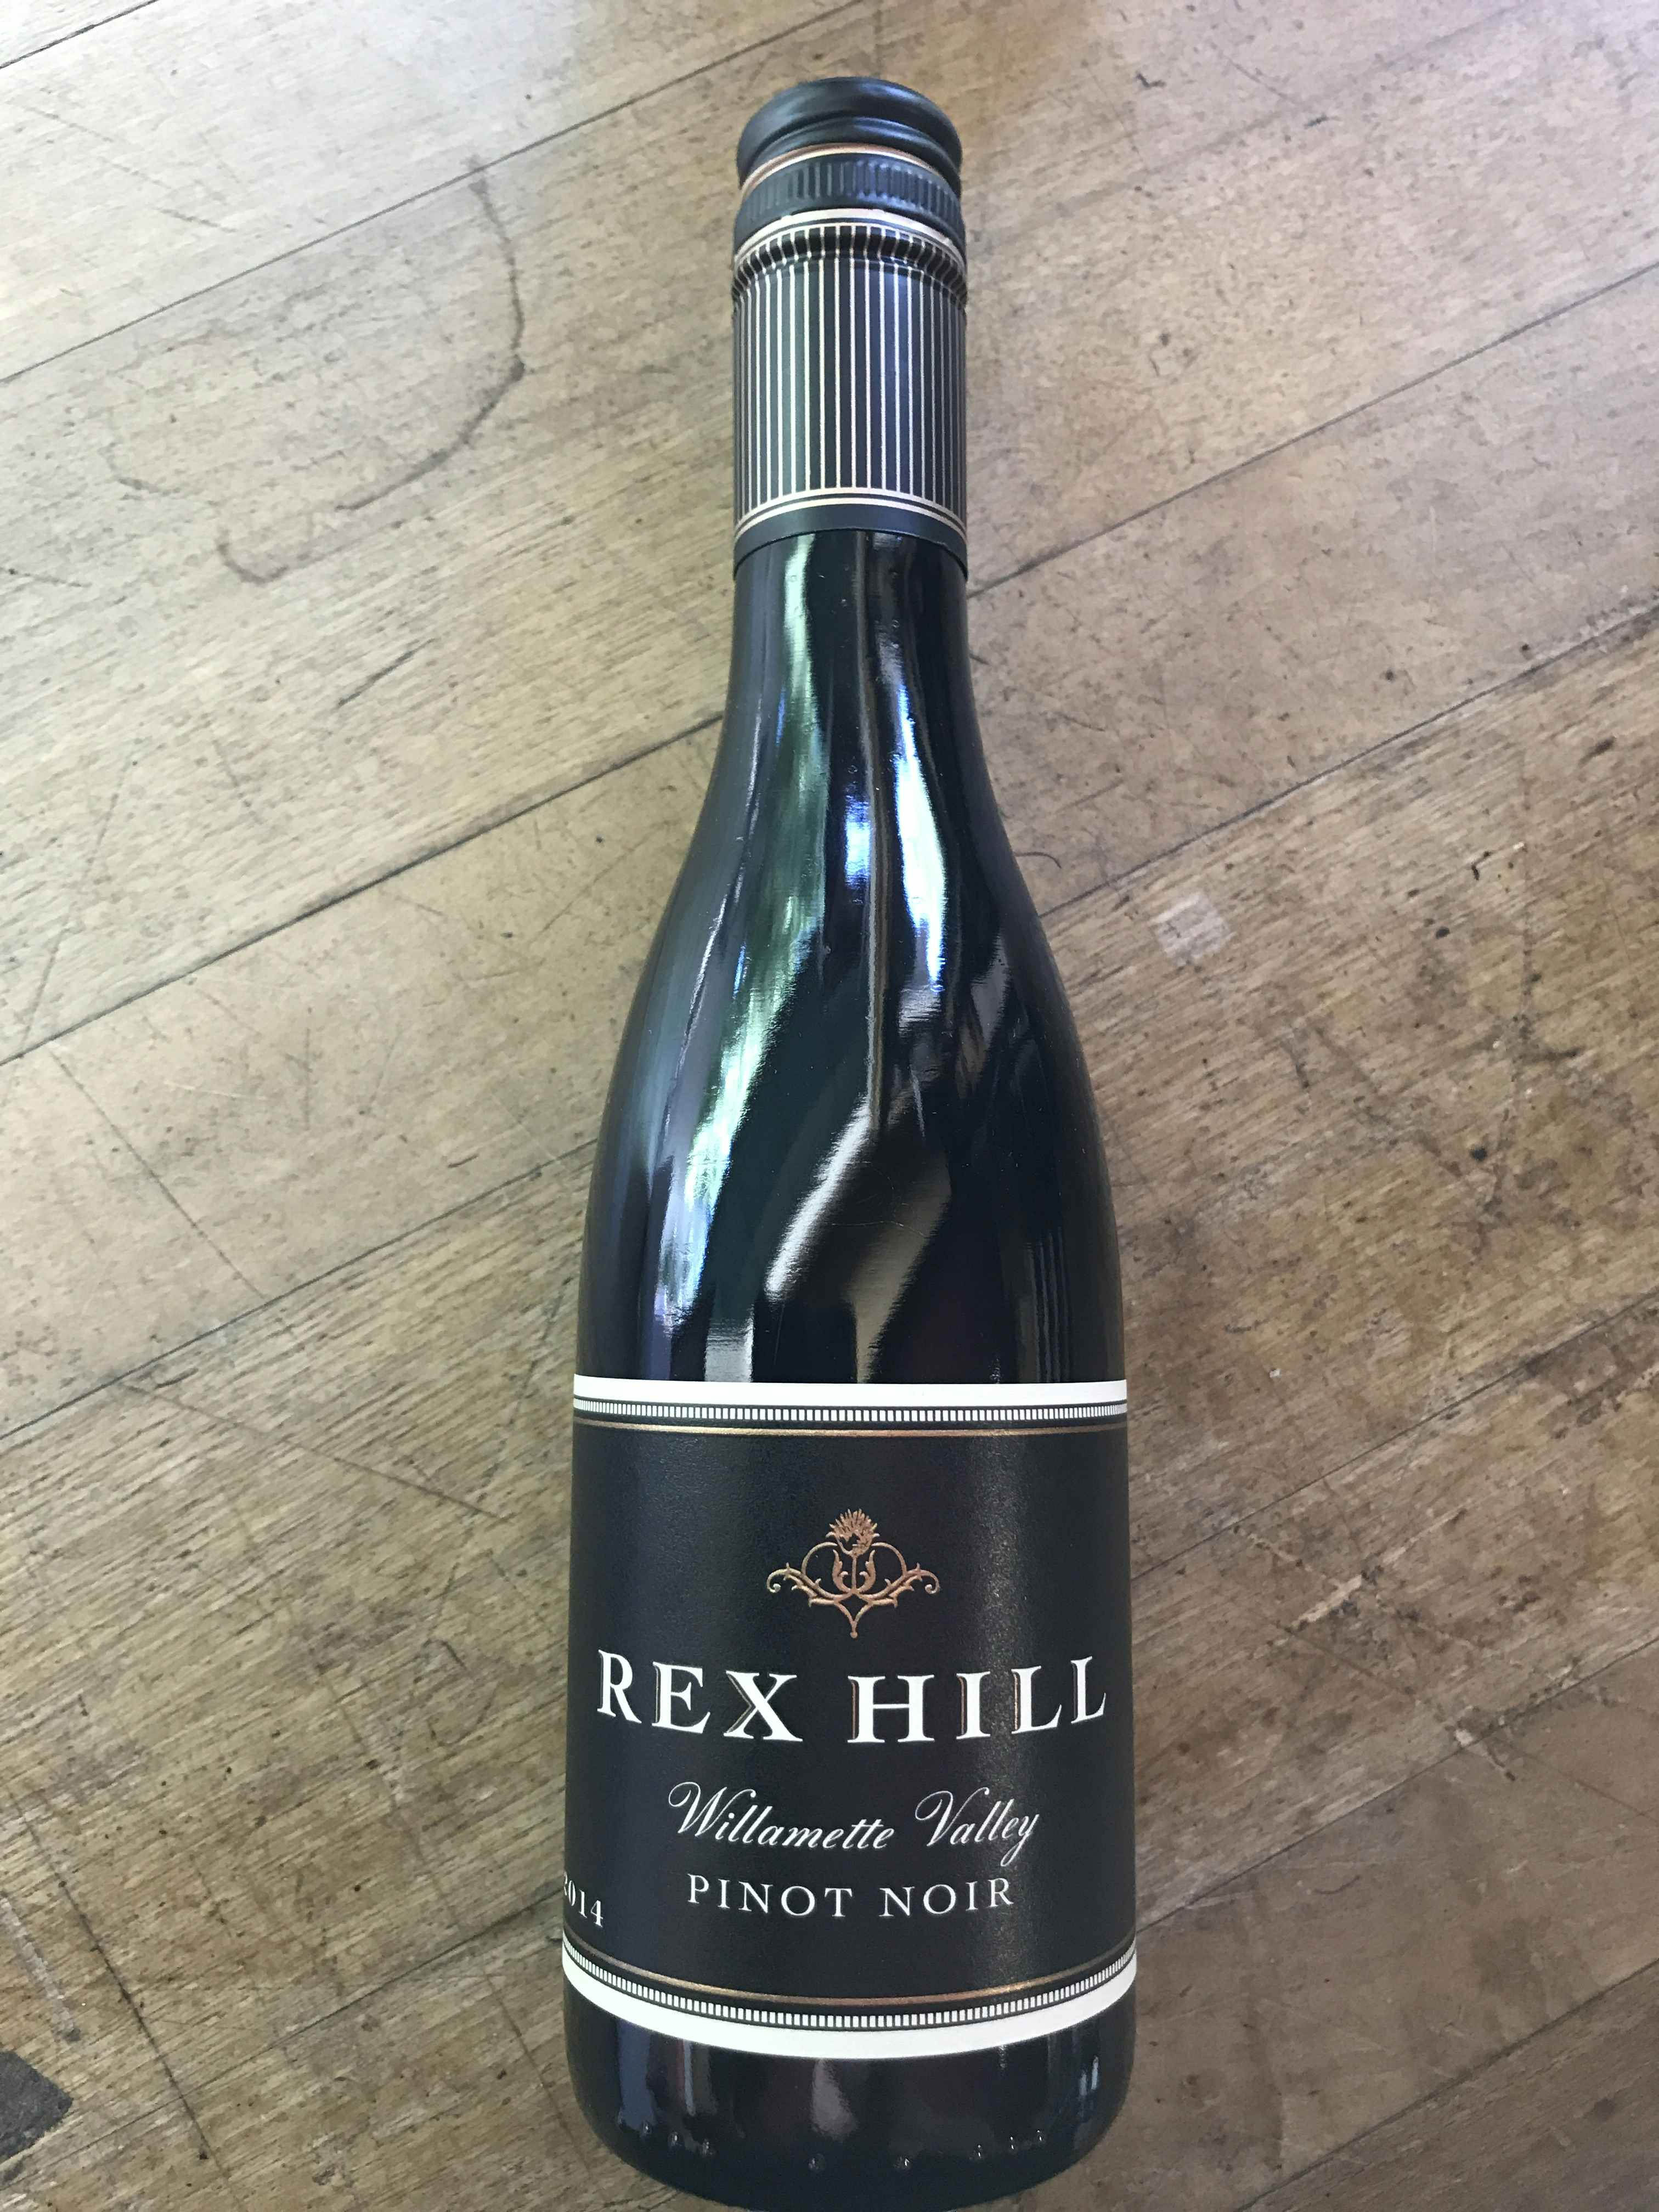 REX HILL
Willamette Valley
PINOT NOIR
2014